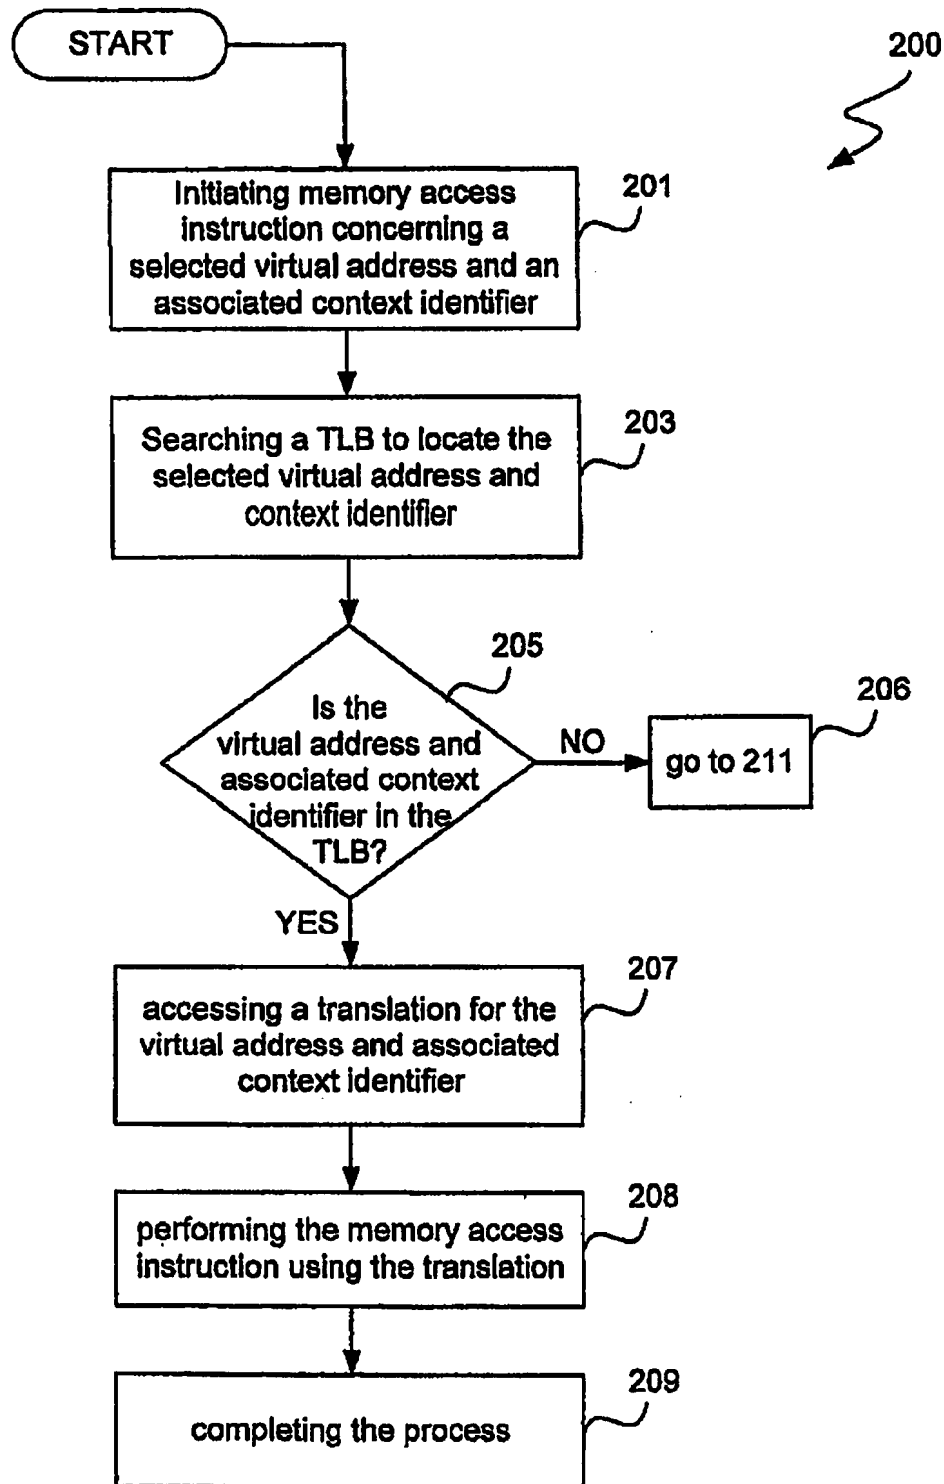 START
200
Initiating memory access
instruction concerning a
selected virtual address and an
associated context identifier
201
Searching a TLB to locate the
selected virtual address and
context identifier
203
205
Is the
virtual address and
associated context
identifier in the
TLB?
NO
go to 211
206
YES
accessing a translation for the
virtual address and associated
context identifier
207
performing the memory access
instruction using the translation
208
completing the process
209